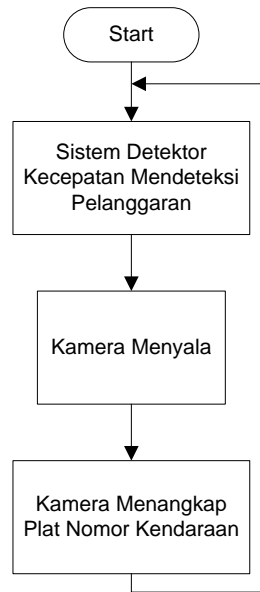 Start
Sistem Detektor
Kecepatan Mendeteksi
Pelanggaran
Kamera Menyala
Kamera Menangkap
Plat Nomor Kendaraan